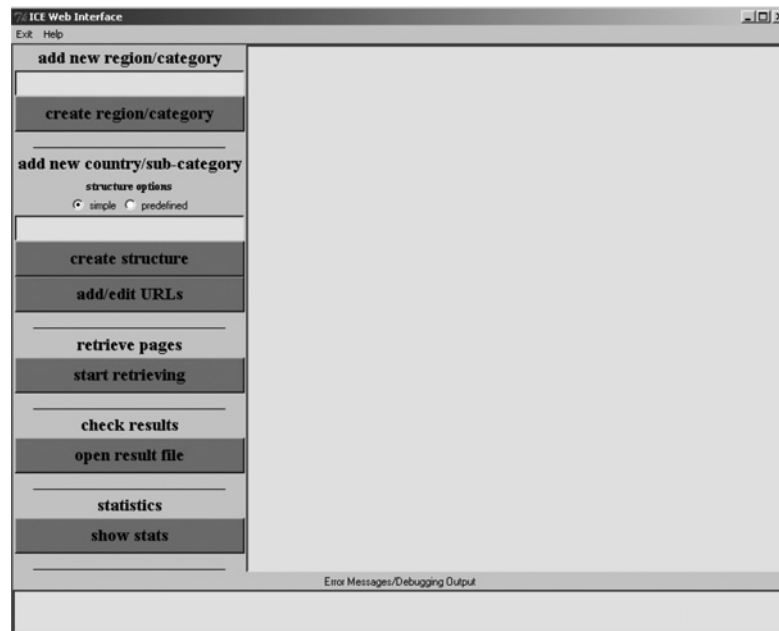 ICE Web Interface
Exit Help
add new region/category
create region/category
add new country/sub-category
structure options
simple predefined
create structure
add/edit URLs
retrieve pages
start retrieving
check results
open result file
statistics
show stats
Error Messages/Debugging Output